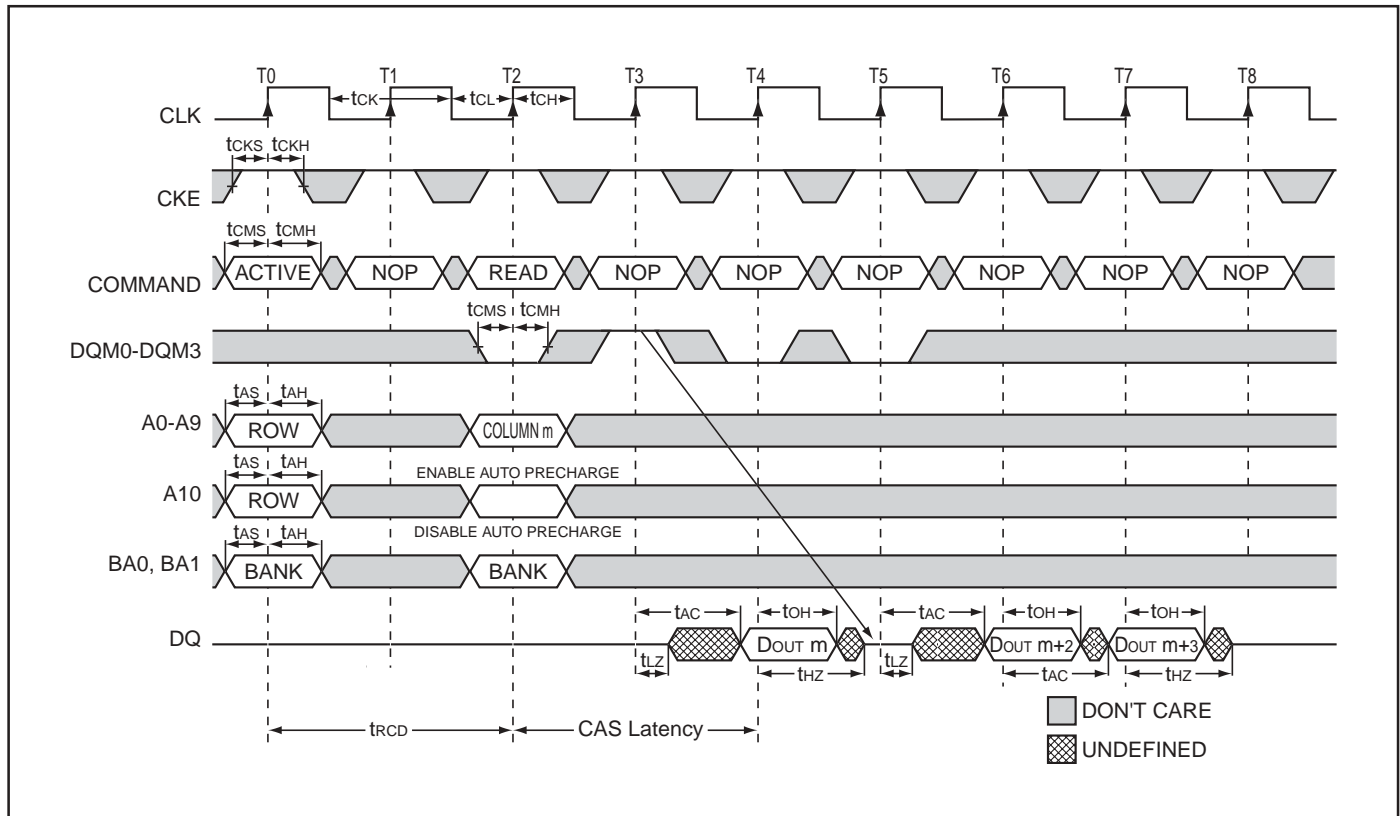 T0 T1 T2 T3 T4 T5 T6 T7 T8
tCK tCL tCH
CLK
tCKS tCKH
CKE
tCMS tCMH
ACTIVE NOP READ NOP NOP NOP NOP NOP NOP
COMMAND
tCMS tCMH
DQM0-DQM3
tAS tAH
A0-A9 ROW COLUMN m
tAS tAH ENABLE AUTO PRECHARGE
A10 ROW
tAS tAH DISABLE AUTO PRECHARGE
BA0, BA1 BANK BANK
tAC tOH tAC tOH tOH
DQ DOUT m DOUT m+2 DOUT m+3
tLZ tHZ tLZ tAC tHZ
tRCD CAS Latency
DON'T CARE
UNDEFINED